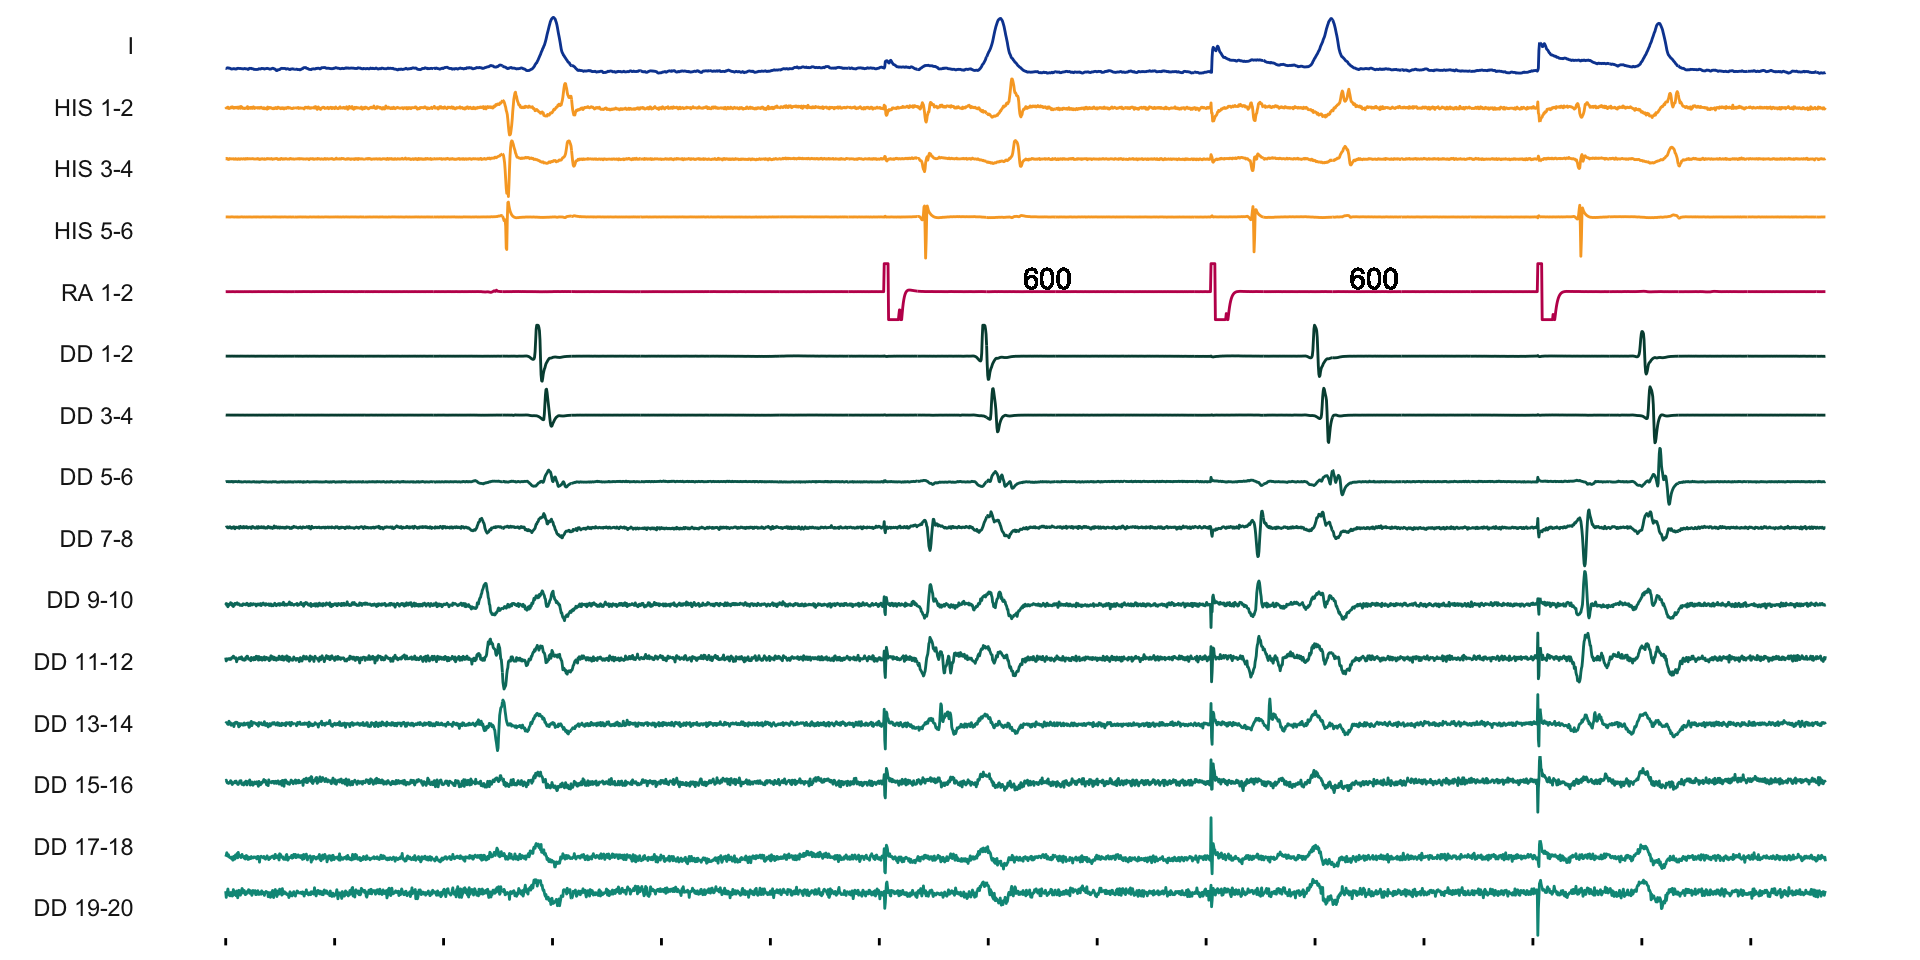 I
HIS 1-2
HIS 3-4
HIS 5-6
RA 1-2
600 600
DD 1-2
DD 3-4
DD 5-6
DD 7-8
DD 9-10
DD 11-12
DD 13-14
DD 15-16
DD 17-18
DD 19-20